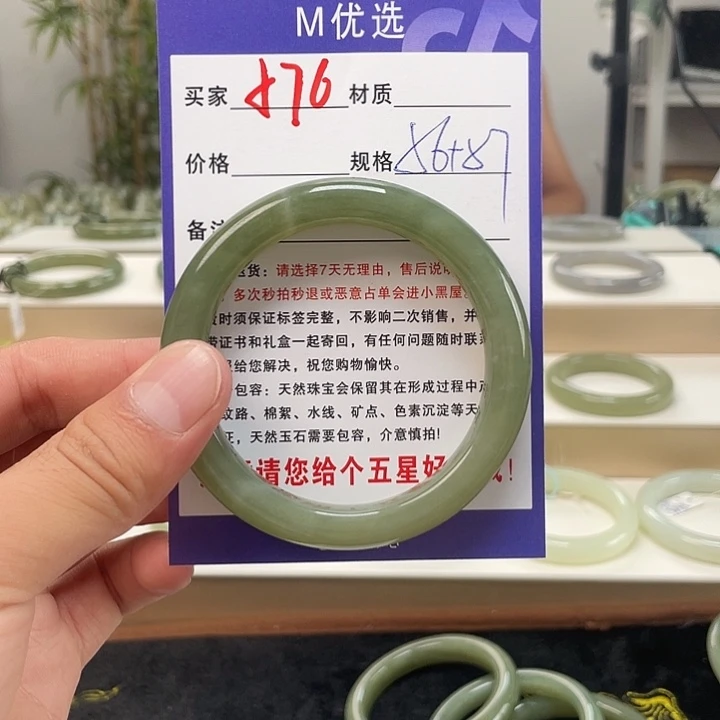 M优选
买家 876 材质
价格 规格 56+57
备注
货：请选择7天无理由，售后说
多次秒拍秒退或恶意占单会进小黑屋
时须保证标签完整，不影响二次销售，并
证书和礼盒一起寄回，有任何问题随时联
给您解决，祝您购物愉快。
包容：天然珠宝会保留其在形成过程中
纹路、棉絮、水线、矿点、色素沉淀等天
，天然玉石需要包容，介意慎拍!
请您给个五星好 !